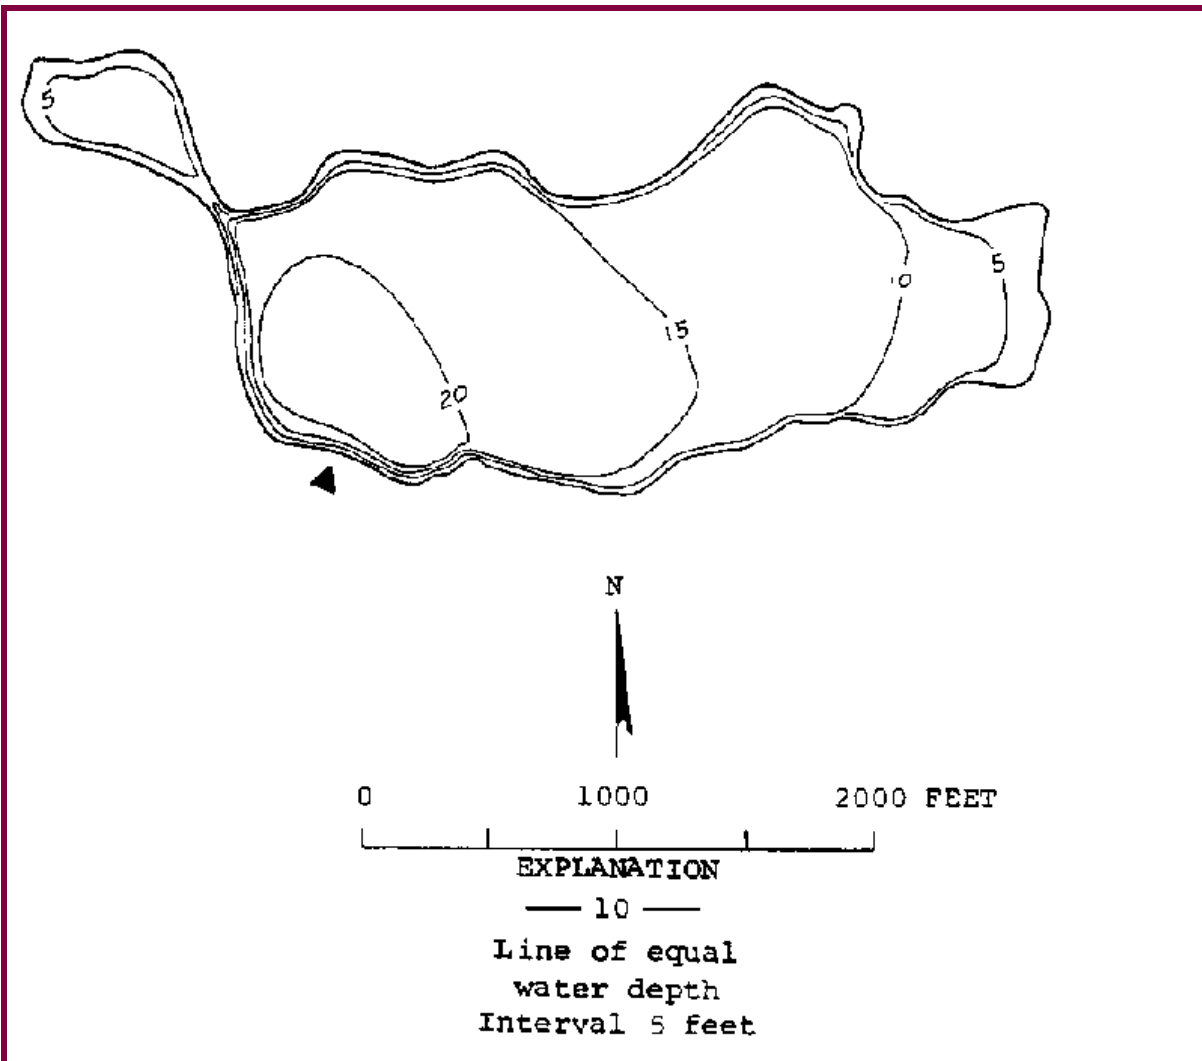 5
5
10
15
20
N
0 1000 2000 FEET
EXPLANATION
10
Line of equal
water depth
Interval 5 feet